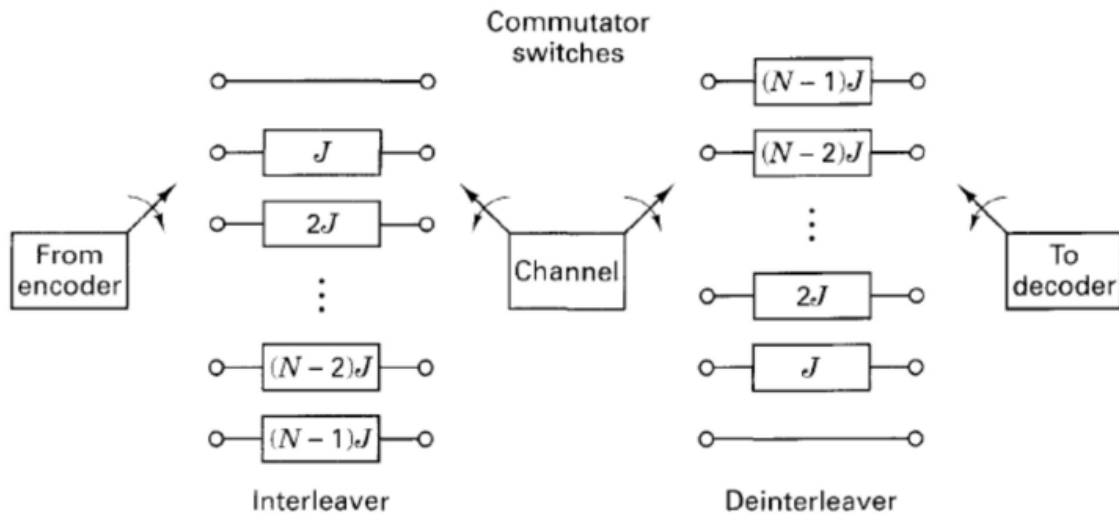 Commutator
switches
J
2J
⋮
(N − 2)J
(N − 1)J
Interleaver
From
encoder
Channel
(N − 1)J
(N − 2)J
⋮
2J
J
Deinterleaver
To
decoder